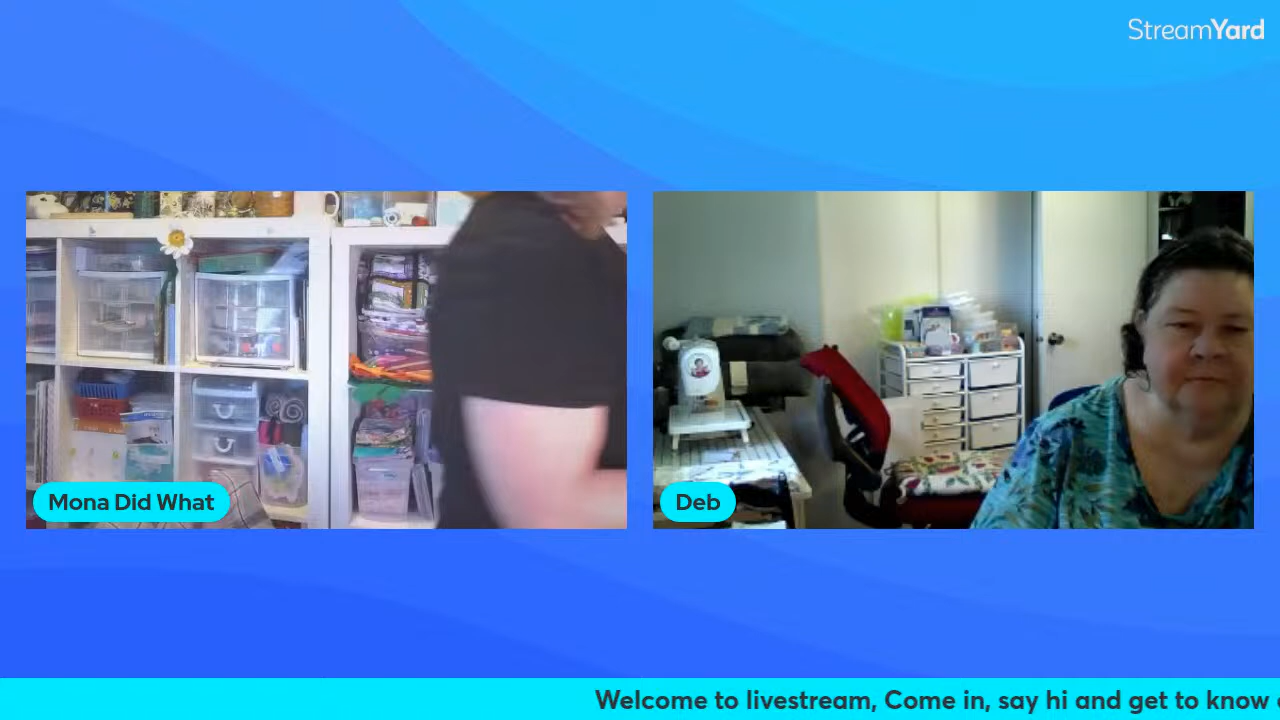 StreamYard
Mona Did What
Deb
Welcome to livestream, Come in, say hi and get to know